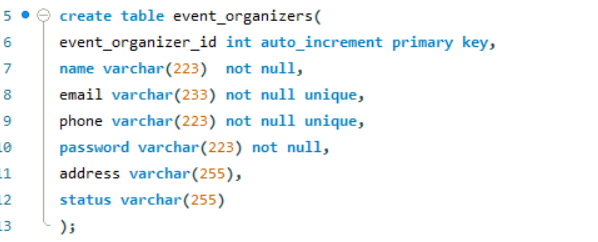 5 create table event_organizers(
6 event_organizer_id int auto_increment primary key,
7 name varchar(223)  not null,
8 email varchar(233) not null unique,
9 phone varchar(223) not null unique,
10 password varchar(223) not null,
11 address varchar(255),
12 status varchar(255)
13 );